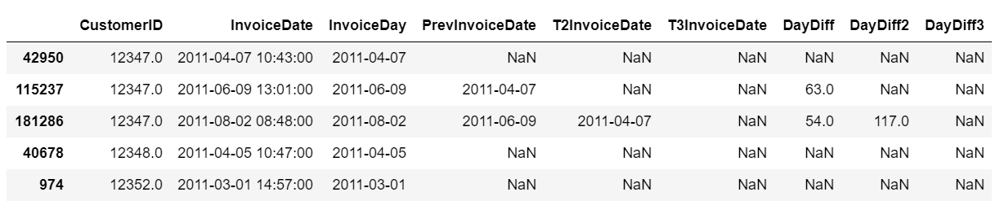 CustomerID InvoiceDate InvoiceDay PrevInvoiceDate T2InvoiceDate T3InvoiceDate DayDiff DayDiff2 DayDiff3
42950 12347.0 2011-04-07 10:43:00 2011-04-07 NaN NaN NaN NaN NaN NaN
115237 12347.0 2011-06-09 13:01:00 2011-06-09 2011-04-07 NaN NaN 63.0 NaN NaN
181286 12347.0 2011-08-02 08:48:00 2011-08-02 2011-06-09 2011-04-07 NaN 54.0 117.0 NaN
40678 12348.0 2011-04-05 10:47:00 2011-04-05 NaN NaN NaN NaN NaN NaN
974 12352.0 2011-03-01 14:57:00 2011-03-01 NaN NaN NaN NaN NaN NaN